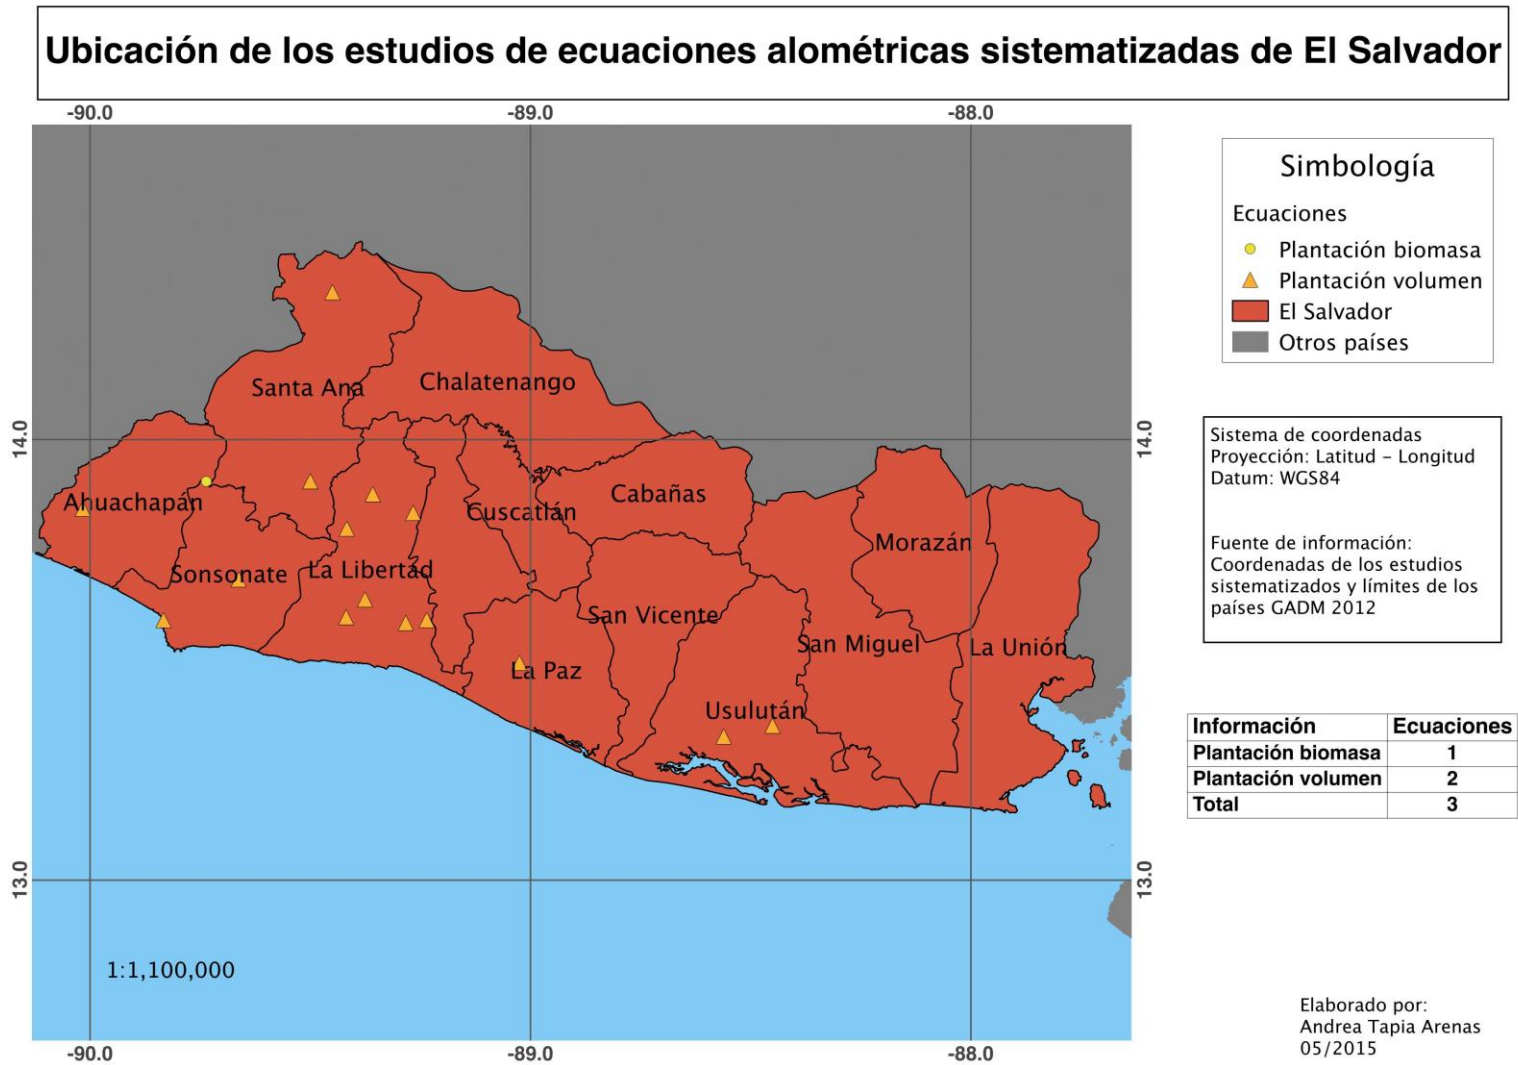 Ubicación de los estudios de ecuaciones alométricas sistematizadas de El Salvador
-90.0 -89.0 -88.0
Simbología
Ecuaciones
Plantación biomasa
Plantación volumen
El Salvador
Otros países
Santa Ana
Chalatenango
14.0
14.0
Ahuachapán
Cabañas
Cuscatlán
Morazán
Sonsonate
La Libertad
San Vicente
San Miguel
La Unión
La Paz
Usulután
Sistema de coordenadas
Proyección: Latitud – Longitud
Datum: WGS84
Fuente de información:
Coordenadas de los estudios
sistematizados y límites de los
países GADM 2012
Información Ecuaciones
Plantación biomasa 1
Plantación volumen 2
Total 3
13.0
13.0
1:1,100,000
-90.0 -89.0 -88.0
Elaborado por:
Andrea Tapia Arenas
05/2015